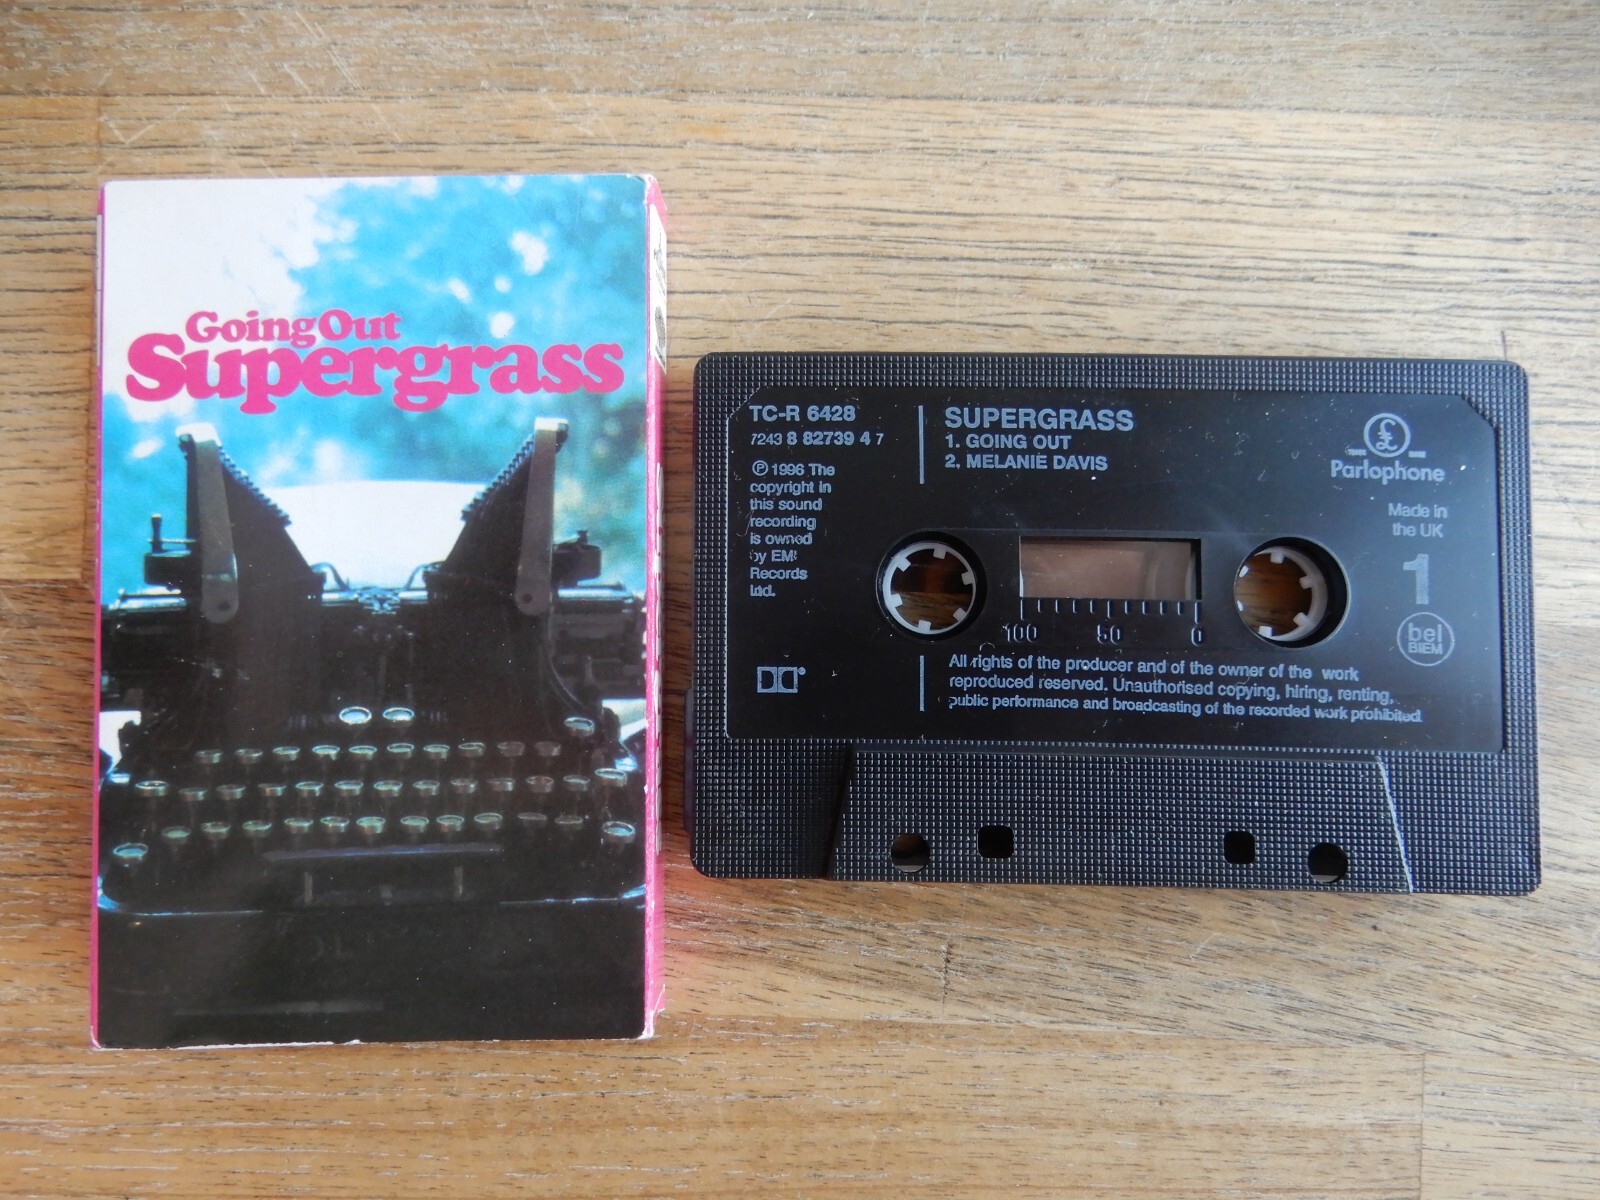 Going Out
Supergrass
TC-R 6428
7243 8 82739 4 7
Ⓟ 1996 The
copyright in
this sound
recording
is owned
by EMI
Records
Ltd.
SUPERGRASS
1. GOING OUT
2. MELANIE DAVIS
£
TRADE MARK
Parlophone
Made in
the UK
1
bel
BIEM
100 50 0
All rights of the producer and of the owner of the work
reproduced reserved. Unauthorised copying, hiring, renting,
public performance and broadcasting of the recorded work prohibited.